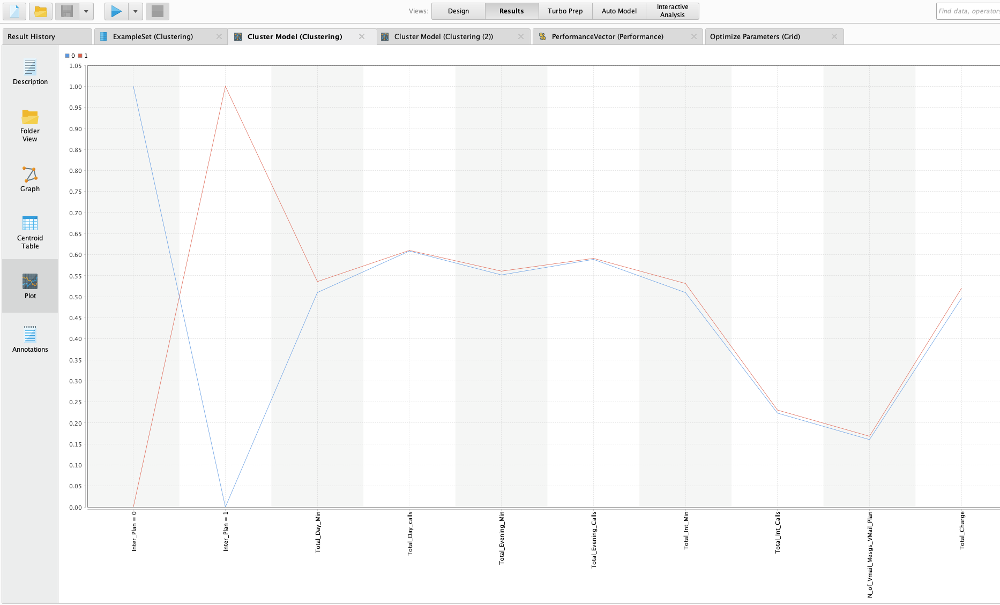 Views:
Design
Results
Turbo Prep
Auto Model
Interactive
Analysis
Find data, operators
Result History
ExampleSet (Clustering)
Cluster Model (Clustering)
Cluster Model (Clustering (2))
%
PerformanceVector (Performance)
Optimize Parameters (Grid)
Description
Folder
View
Graph
Centroid
Table
Plot
Annotations
0 1
1.05
1.00
0.95
0.90
0.85
0.80
0.75
0.70
0.65
0.60
0.55
0.50
0.45
0.40
0.35
0.30
0.25
0.20
0.15
0.10
0.05
0.00
Inter_Plan = 0
Inter_Plan = 1
Total_Day_Min
Total_Day_calls
Total_Evening_Min
Total_Evening_Calls
Total_Int_Min
Total_Int_Calls
N_of_Vmail_Mesgs_VMail_Plan
Total_Charge